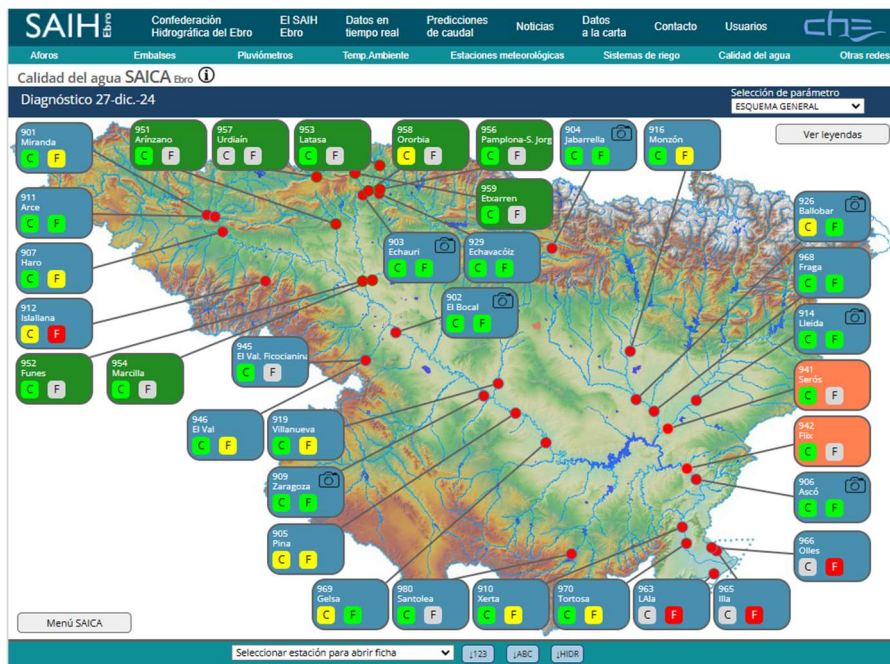 SAIH Ebro
Confederación
Hidrográfica del Ebro
El SAIH
Ebro
Datos en
tiempo real
Predicciones
de caudal
Noticias
Datos
a la carta
Contacto
Usuarios
che
Aforos
Embalses
Pluviómetros
Temp.Ambiente
Estaciones meteorológicas
Sistemas de riego
Calidad del agua
Otras redes
Calidad del agua SAICA Ebro i
Diagnóstico 27-dic.-24
Selección de parámetro
ESQUEMA GENERAL
Ver leyendas
901
Miranda
C F
951
Arínzano
C F
957
Urdiaín
C F
953
Latasa
C F
958
Ororbia
C F
956
Pamplona-S. Jorg
C F
904
Jabarrella
C F
916
Monzón
C F
959
Etxarren
C F
911
Arce
C F
926
Ballobar
C F
907
Haro
C F
903
Echauri
C F
929
Echavacóiz
C F
968
Fraga
C F
912
Islallana
C F
902
El Bocal
C F
914
Lleida
C F
952
Funes
C F
954
Marcilla
C F
945
El Val. Ficocianina
C F
941
Serós
C F
946
El Val
C F
919
Villanueva
C F
942
Flix
C F
909
Zaragoza
C F
906
Ascó
C F
905
Pina
C F
966
Olles
C F
969
Gelsa
C F
980
Santolea
C F
910
Xerta
C F
970
Tortosa
C F
963
LAla
C F
965
Illa
C F
Menú SAICA
Seleccionar estación para abrir ficha
↓123
↓ABC
↓HIDR